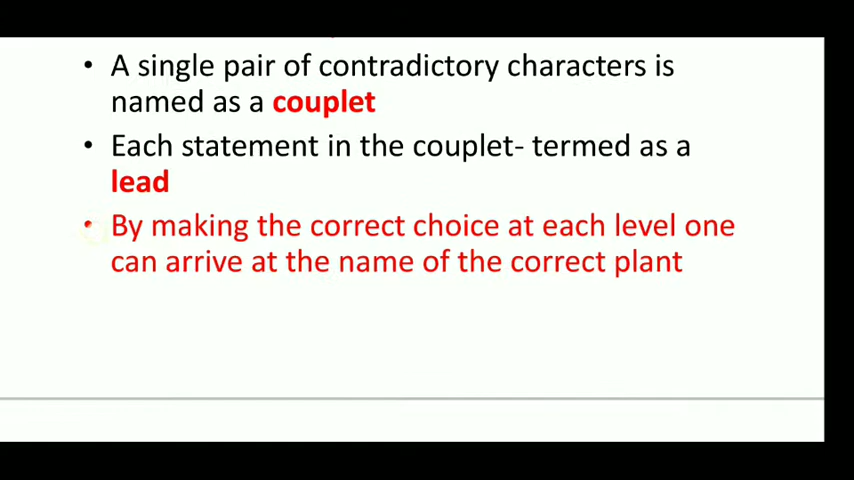 • A single pair of contradictory characters is
named as a couplet
• Each statement in the couplet- termed as a
lead
• By making the correct choice at each level one
can arrive at the name of the correct plant